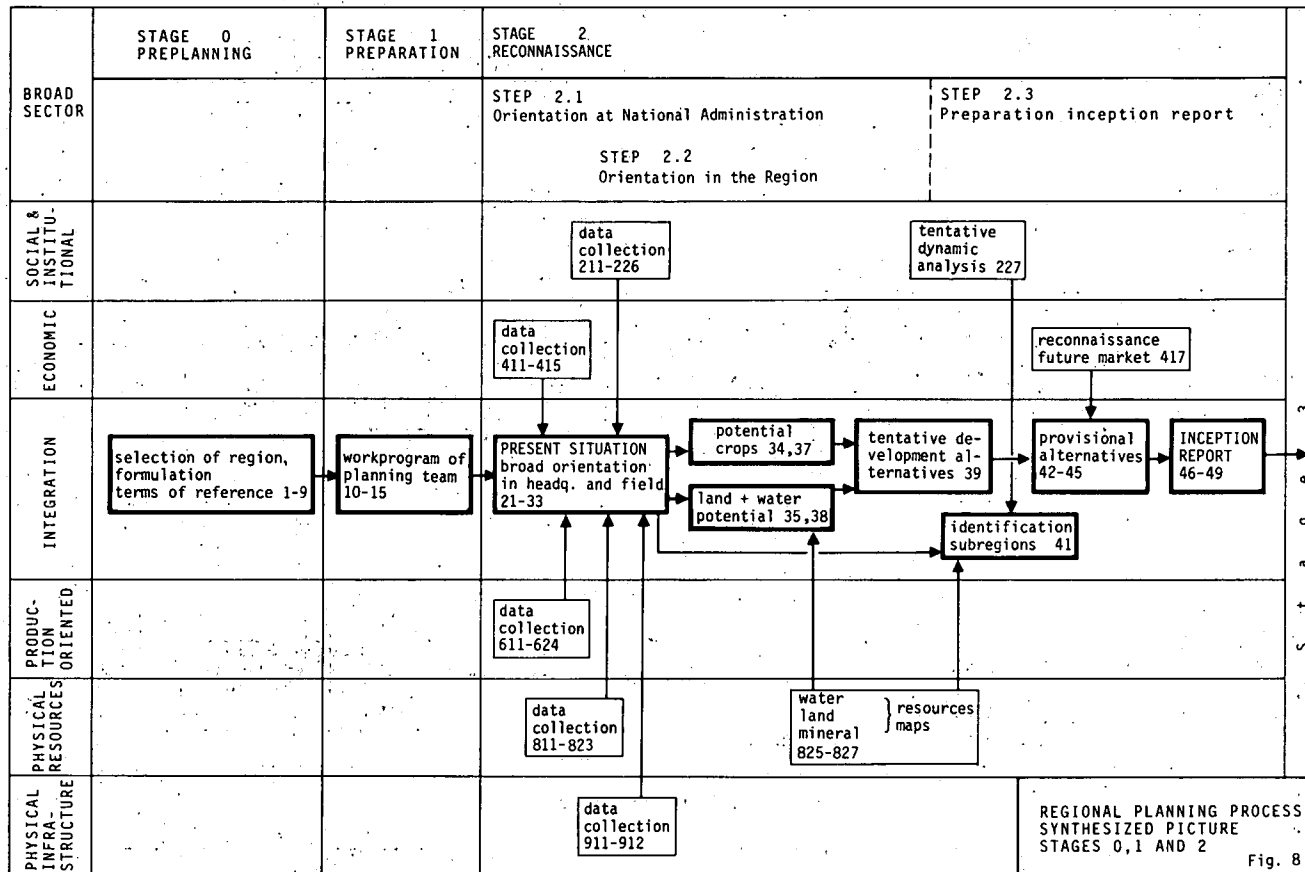 STAGE 0
PREPLANNING
STAGE 1
PREPARATION
STAGE 2
RECONNAISSANCE
BROAD
SECTOR
STEP 2.1
Orientation at National Administration
STEP 2.2
Orientation in the Region
STEP 2.3
Preparation inception report
SOCIAL &
INSTITU-
TIONAL
data
collection
211-226
tentative
dynamic
analysis 227
ECONOMIC
data
collection
411-415
reconnaissance
future market 417
INTEGRATION
selection of region,
formulation
terms of reference 1-9
workprogram of
planning team
10-15
PRESENT SITUATION
broad orientation
in headq. and field
21-33
potential
crops 34,37
land + water
potential 35,38
tentative de-
velopment al-
ternatives 39
identification
subregions 41
provisional
alternatives
42-45
INCEPTION
REPORT
46-49
Stage 3
PRODUC-
TION
ORIENTED
data
collection
611-624
PHYSICAL
RESOURCES
data
collection
811-823
water
land
mineral
825-827
} resources
maps
PHYSICAL
INFRA-
STRUCTURE
data
collection
911-912
REGIONAL PLANNING PROCESS
SYNTHESIZED PICTURE
STAGES 0,1 AND 2
Fig. 8